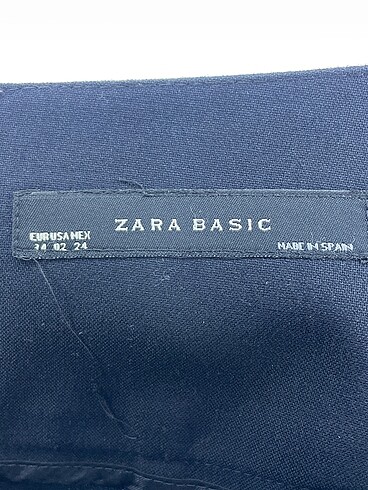 ZARA BASIC
EUR USA MEX
34 02 24
MADE IN SPAIN